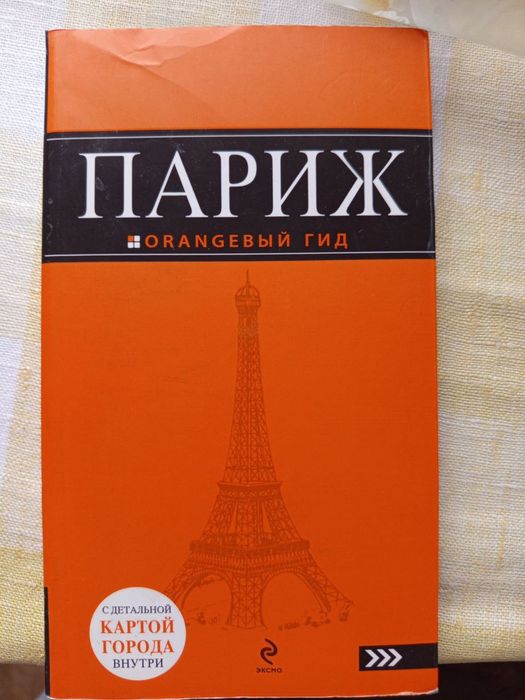 ПАРИЖ
ORANGEВЫЙ ГИД
С ДЕТАЛЬНОЙ
КАРТОЙ
ГОРОДА
ВНУТРИ
ЭКСМО